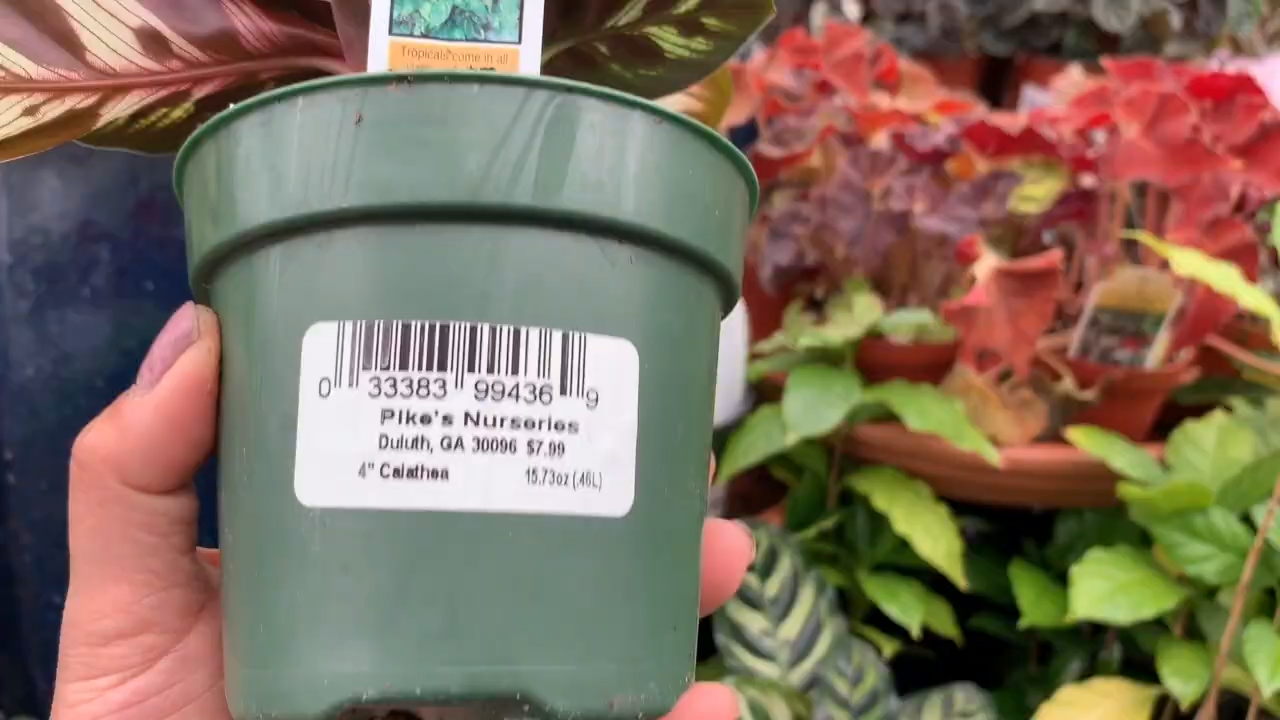 Tropicals come in all
0 33383 99436 9
Pike's Nurseries
Duluth, GA 30096 $7.99
4" Calathea 15.73oz (.46L)